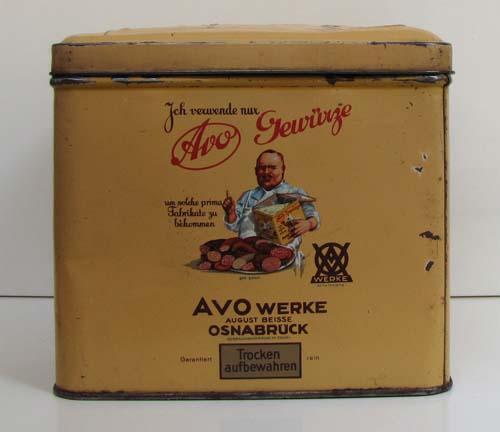 Ich verwende nur
Avo Gewürze
um solche prima
Fabrikate zu
bekommen
AVO
WERKE
AVO WERKE
AUGUST BEISSE
OSNABRÜCK
Garantiert rein
Trocken
aufbewahren